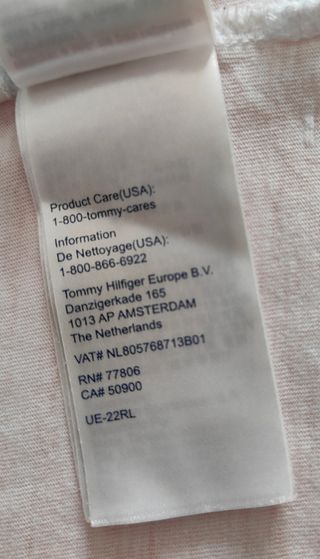 Product Care(USA):
1-800-tommy-cares
Information
De Nettoyage(USA):
1-800-866-6922
Tommy Hilfiger Europe B.V.
Danzigerkade 165
1013 AP AMSTERDAM
The Netherlands
VAT# NL805768713B01
RN# 77806
CA# 50900
UE-22RL